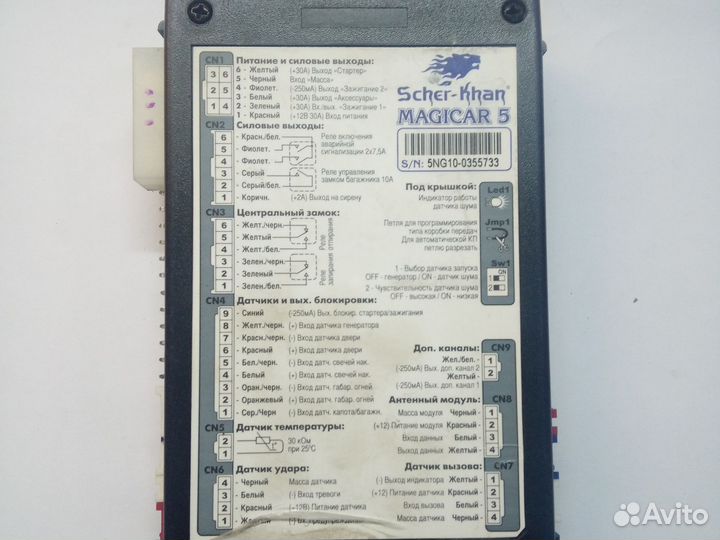 Scher-Khan
MAGICAR 5
S/N: 5NG10-0355733
CN1 Питание и силовые выходы:
3 6
2 5
1 4
6 - Желтый (+30А) Выход «Стартер»
5 - Черный Вход «Масса»
4 - Фиолет. (-250мА) Выход «Зажигание 2»
3 - Белый (+30А) Выход «Аксессуары»
2 - Зеленый (+30А) Вх./вых. «Зажигание 1»
1 - Красный (+12В 30А) Вход питания
CN2 Силовые выходы:
6 - Красн./бел.
5 - Фиолет.
4 - Фиолет.
Реле включения
аварийной
сигнализации 2х7,5А
3 - Серый
2 - Серый/бел.
Реле управления
замком багажника 10А
1 - Коричн. (+2А) Выход на сирену
CN3 Центральный замок:
6 - Желт./черн.
5 - Желтый
4 - Желт./бел.
Реле
отпирания
3 - Зелен./черн.
2 - Зеленый
1 - Зелен./бел.
Реле
запирания
CN4 Датчики и вых. блокировки:
9 - Синий (-250мА) Вых. блокир. стартера/зажигания
8 - Желт./черн. (+) Вход датчика генератора
7 - Красн./черн. (-) Вход датчика двери
6 - Красный (+) Вход датчика двери
5 - Бел./черн. (-) Вход датч. свечей нак.
4 - Белый (+) Вход датч. свечей нак.
3 - Оран./черн. (-) Вход датч. габар. огней
2 - Оранжевый (+) Вход датч. габар. огней
1 - Сер./Черн (-) Вход датч. капота/багажн.
CN5 Датчик температуры:
2
1
30 кОм
при 25°С
CN6 Датчик удара:
4 - Черный Масса датчика
3 - Белый (-) Вход тревоги
2 - Красный (+12В) Питание датчика
1 - Желтый (-) Вх. предупреждения
Под крышкой: Led1
Индикатор работы
датчика шума
Jmp1
Петля для программирования
типа коробки передач
Для автоматической КП
петлю разрезать
Sw1
ON
1
2
1 - Выбор датчика запуска
OFF - генератор / ON - датчик шума
2 - Чувствительность датчика шума
OFF - высокая / ON - низкая
Доп. каналы: CN9
Жел./бел. - 1
(-250мА) Вых. доп. канал 2
Желтый - 2
(-250мА) Вых. доп. канал 1
Антенный модуль: CN8
Масса модуля Черный - 1
(+12) Питание модуля Красный - 2
Вход данных Белый - 3
Выход данных Желтый - 4
Датчик вызова: CN7
(-) Выход индикатора Желтый - 1
(+12) Питание датчика Красный - 2
Вход вызова Белый - 3
Масса датчика Черный - 4
Avito